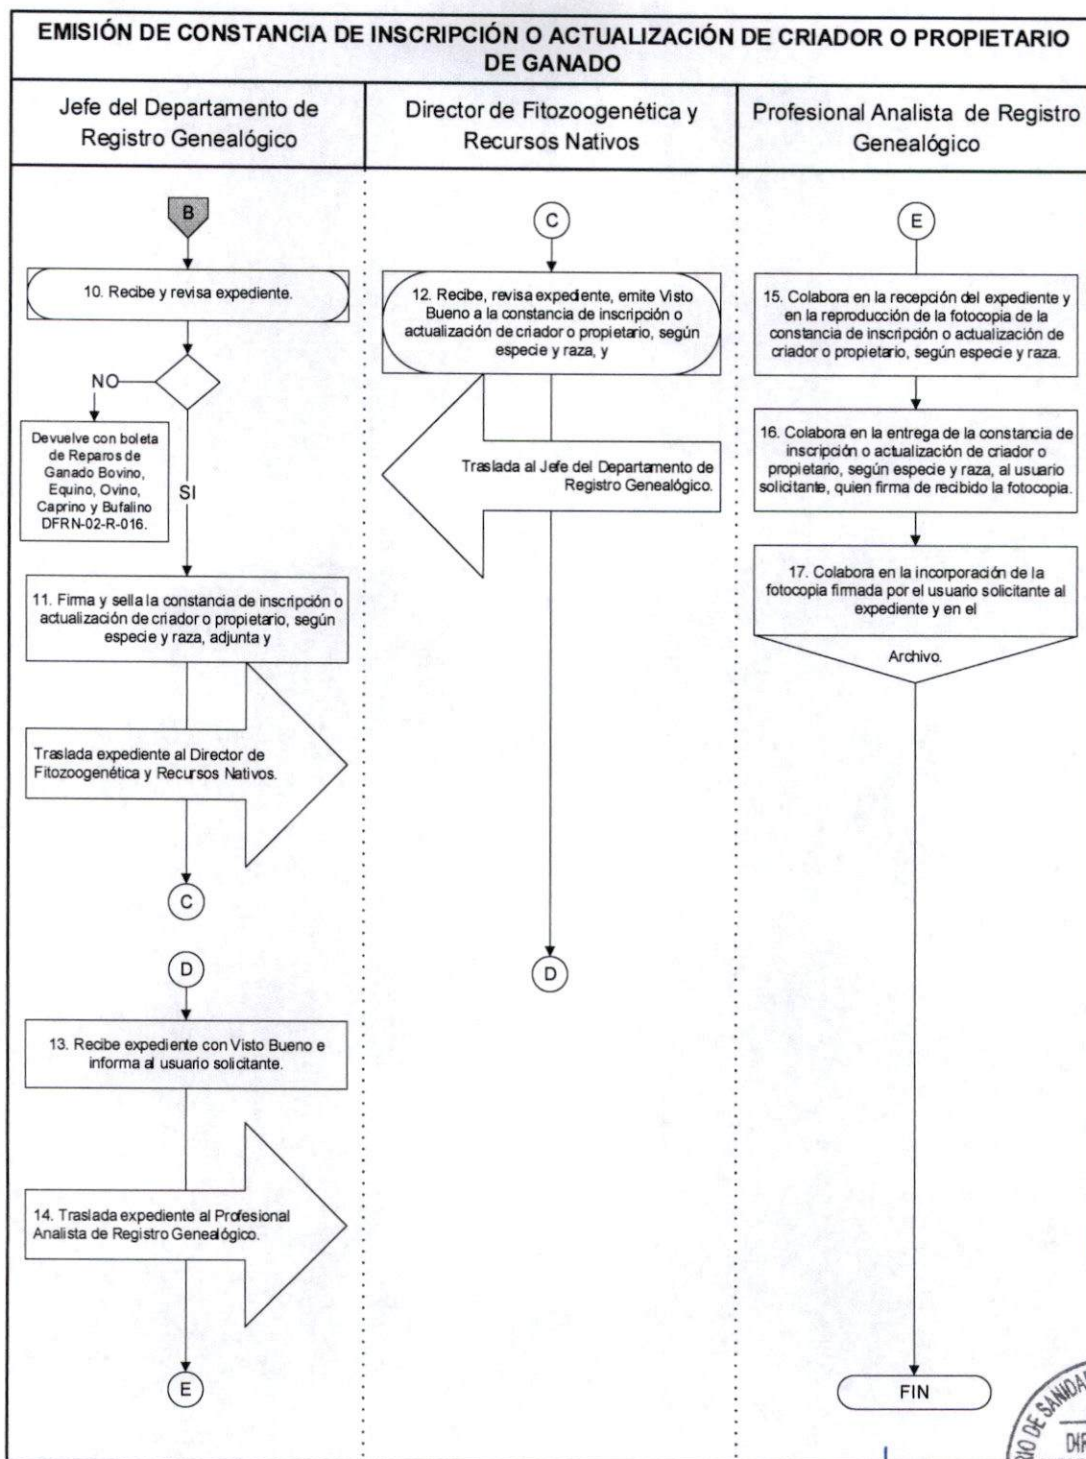 EMISIÓN DE CONSTANCIA DE INSCRIPCIÓN O ACTUALIZACIÓN DE CRIADOR O PROPIETARIO
DE GANADO
Jefe del Departamento de
Registro Genealógico
B
10. Recibe y revisa expediente.
NO
Devuelve con boleta
de Reparos de
Ganado Bovino,
Equino, Ovino,
Caprino y Bufalino
DFRN-02-R-016.
SI
11. Firma y sella la constancia de inscripción o
actualización de criador o propietario, según
especie y raza, adjunta y
Traslada expediente al Director de
Fitozoogenética y Recursos Nativos.
C
D
13. Recibe expediente con Visto Bueno e
informa al usuario solicitante.
14. Traslada expediente al Profesional
Analista de Registro Genealógico.
E
Director de Fitozoogenética y
Recursos Nativos
C
12. Recibe, revisa expediente, emite Visto
Bueno a la constancia de inscripción o
actualización de criador o propietario, según
especie y raza, y
Traslada al Jefe del Departamento de
Registro Genealógico.
D
Profesional Analista de Registro
Genealógico
E
15. Colabora en la recepción del expediente y
en la reproducción de la fotocopia de la
constancia de inscripción o actualización de
criador o propietario, según especie y raza.
16. Colabora en la entrega de la constancia de
inscripción o actualización de criador o
propietario, según especie y raza, al usuario
solicitante, quien firma de recibido la fotocopia.
17. Colabora en la incorporación de la
fotocopia firmada por el usuario solicitante al
expediente y en el
Archivo.
FIN
DE SANIDA